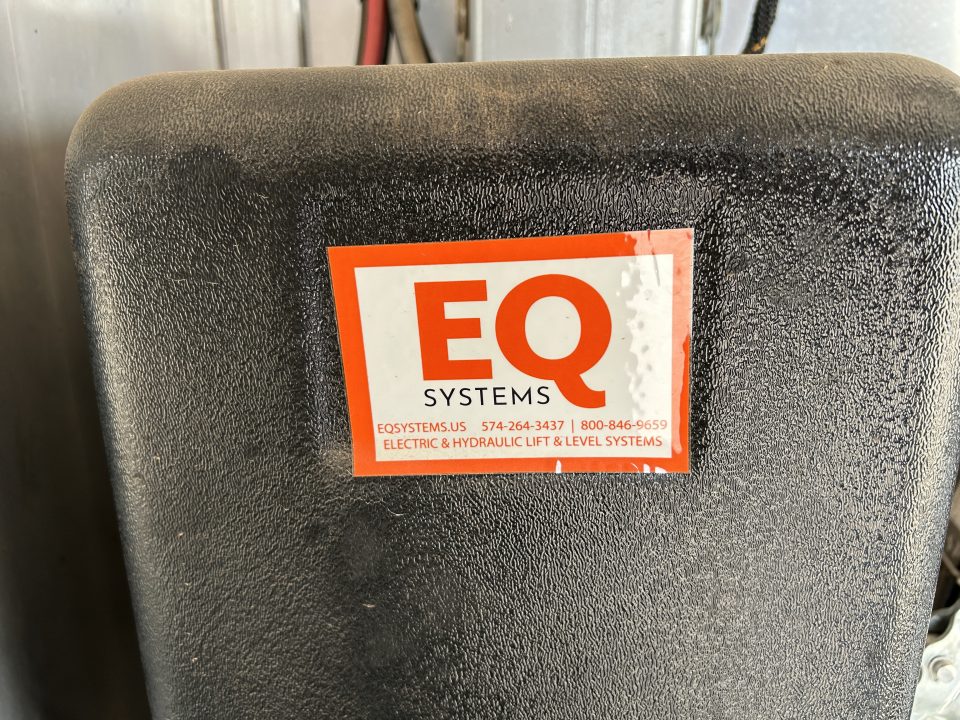 EQ
SYSTEMS
EQSYSTEMS.US 574-264-3437 | 800-846-9659
ELECTRIC & HYDRAULIC LIFT & LEVEL SYSTEMS